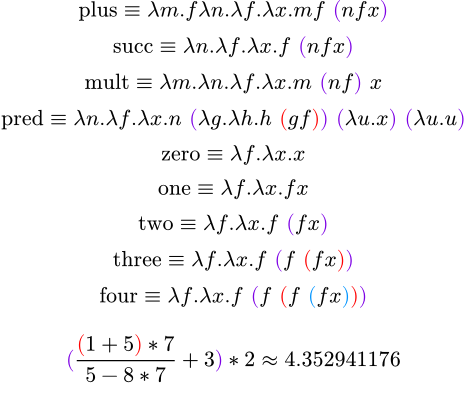 plus ≡ λm.fλn.λf.λx.mf (nfx)
succ ≡ λn.λf.λx.f (nfx)
mult ≡ λm.λn.λf.λx.m (nf) x
pred ≡ λn.λf.λx.n (λg.λh.h (gf)) (λu.x) (λu.u)
zero ≡ λf.λx.x
one ≡ λf.λx.fx
two ≡ λf.λx.f (fx)
three ≡ λf.λx.f (f (fx))
four ≡ λf.λx.f (f (f (fx)))
(\frac{(1 + 5) * 7}{5 − 8 * 7} + 3) * 2 ≈ 4.352941176